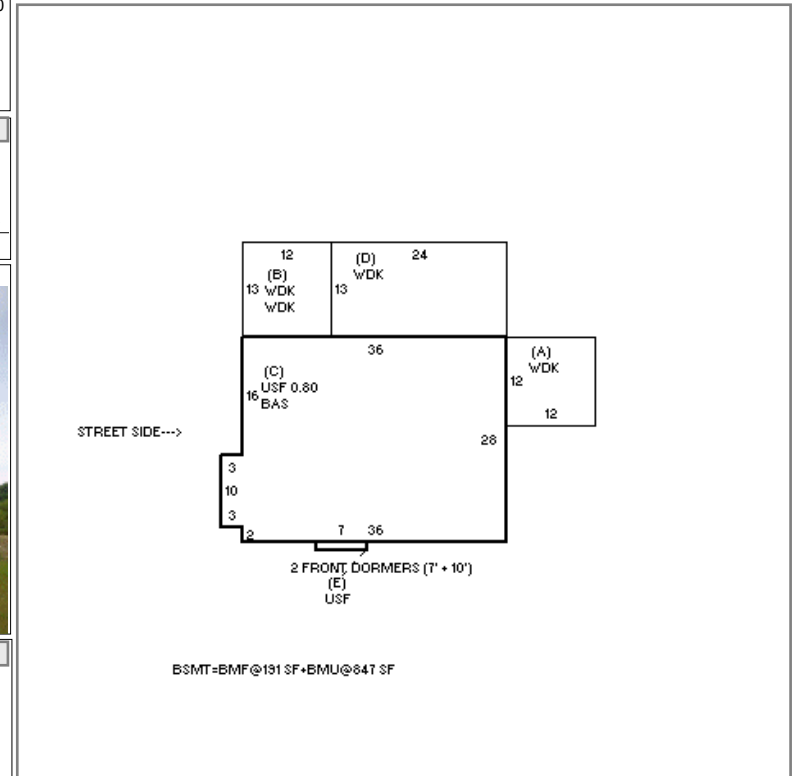 12
(B)
13 WDK
WDK
(D) 24
WDK
13
36
(C)
USF 0.80
16
BAS
(A)
WDK
12
12
28
STREET SIDE--->
3
10
3
2
7 36
2 FRONT DORMERS (7' + 10')
(E)
USF
BSMT=BMF@191 SF+BMU@847 SF